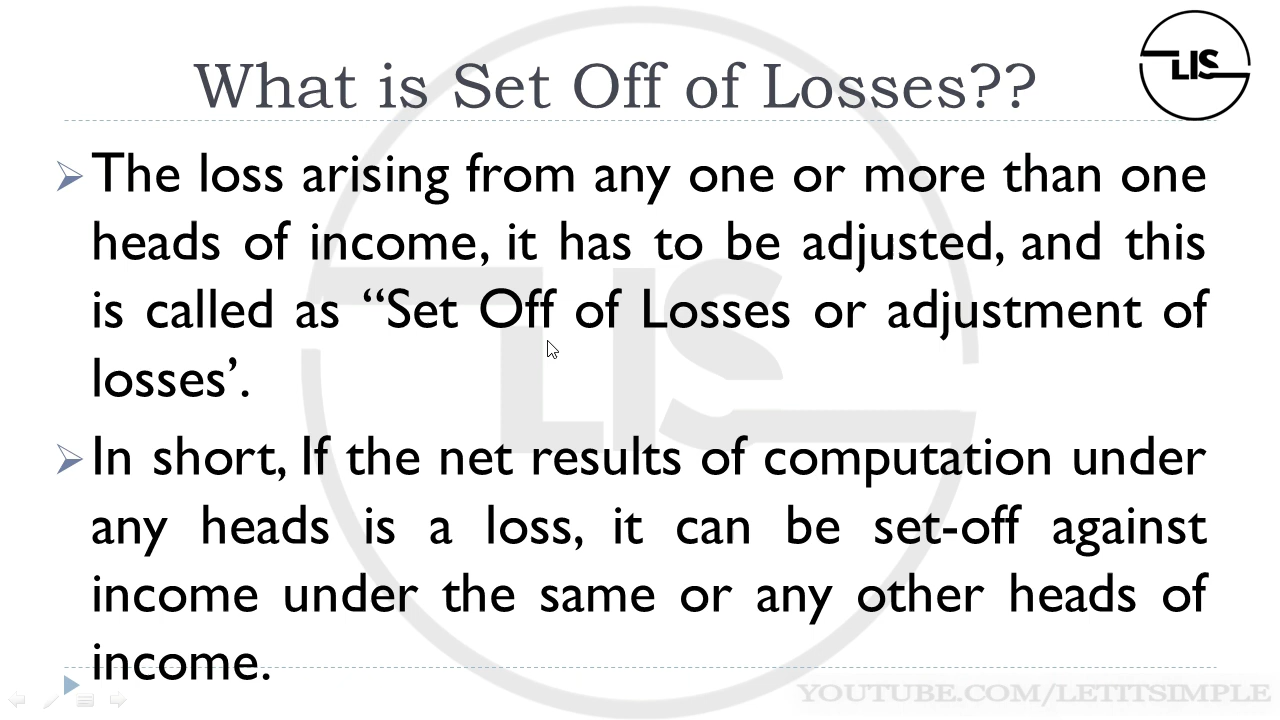 What is Set Off of Losses??
LIS
The loss arising from any one or more than one
heads of income, it has to be adjusted, and this
is called as “Set Off of Losses or adjustment of
losses’.
In short, If the net results of computation under
any heads is a loss, it can be set-off against
income under the same or any other heads of
income.
YOUTUBE.COM/LETITSIMPLE